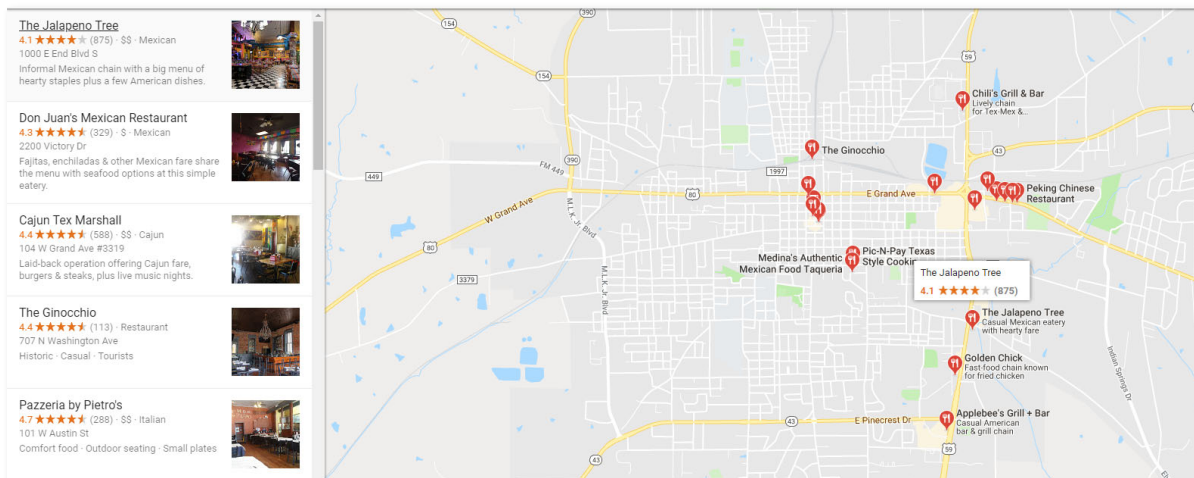 The Jalapeno Tree
4.1 (875) · $$ · Mexican
1000 E End Blvd S
Informal Mexican chain with a big menu of
hearty staples plus a few American dishes.
Don Juan's Mexican Restaurant
4.3 (329) · $ · Mexican
2200 Victory Dr
Fajitas, enchiladas & other Mexican fare share
the menu with seafood options at this simple
eatery.
Cajun Tex Marshall
4.4 (588) · $$ · Cajun
104 W Grand Ave #3319
Laid-back operation offering Cajun fare,
burgers & steaks, plus live music nights.
The Ginocchio
4.4 (113) · Restaurant
707 N Washington Ave
Historic · Casual · Tourists
Pazzeria by Pietro's
4.7 (288) · $$ · Italian
101 W Austin St
Comfort food · Outdoor seating · Small plates
390
154
59
154
Chili's Grill & Bar
Lively chain
for Tex-Mex &..
The Ginocchio
43
390
FM 449
449
1997
80
E Grand Ave
Peking Chinese
Restaurant
W Grand Ave
M.L.K. Jr. Blvd
80
3379
M.L.K. Jr. Blvd
Medina's Authentic
Mexican Food Taqueria
Pic-N-Pay Texas
Style Cookin
The Jalapeno Tree
4.1 (875)
The Jalapeno Tree
Casual Mexican eatery
with hearty fare
Golden Chick
Fast-food chain known
for fried chicken
Indian Springs Dr
43
E Pinecrest Dr
Applebee's Grill + Bar
Casual American
bar & grill chain
59
43